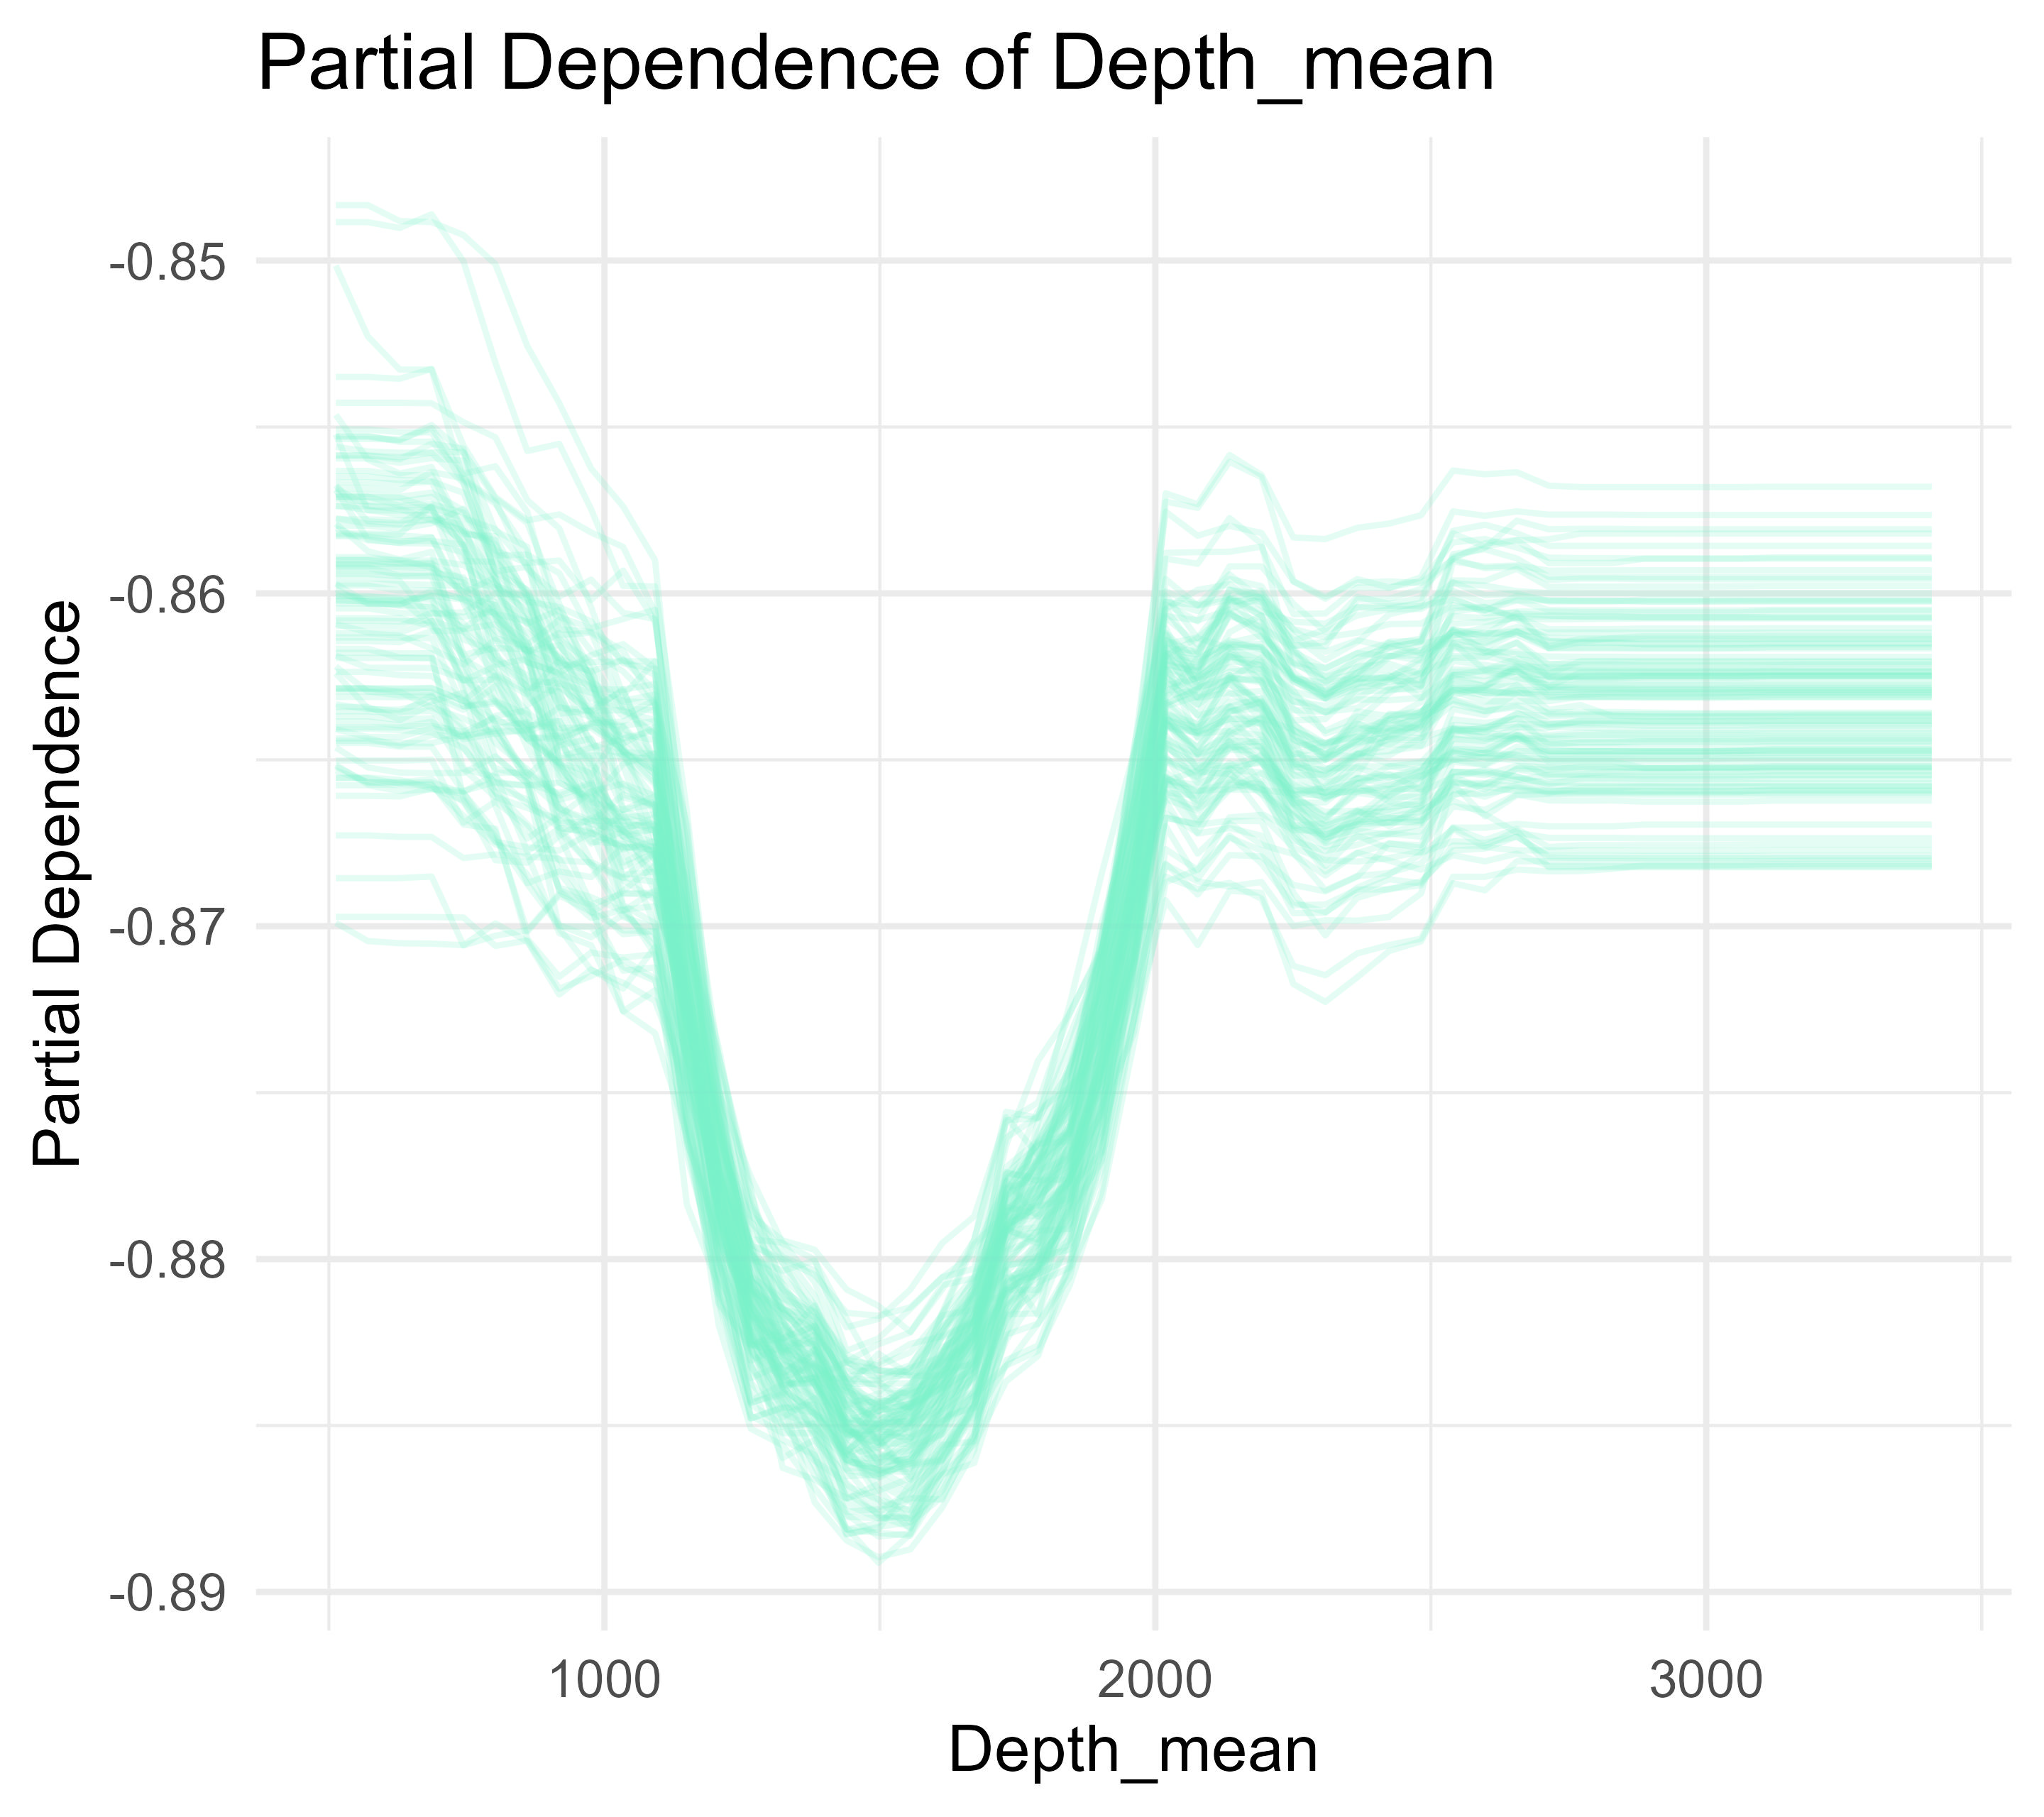 Partial Dependence of Depth_mean
Partial Dependence
-0.85
-0.86
-0.87
-0.88
-0.89
1000
2000
3000
Depth_mean